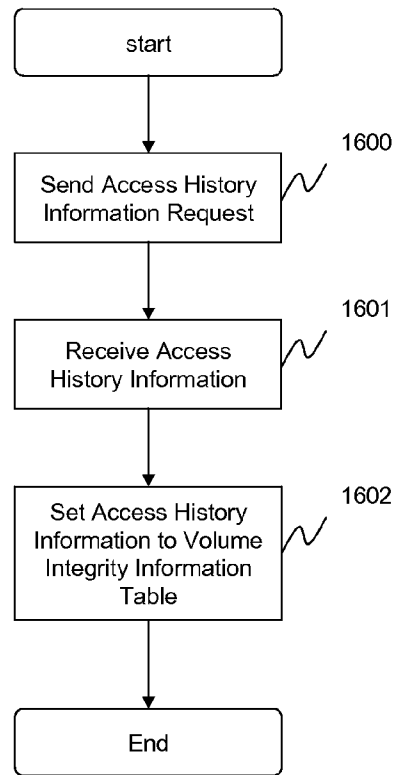 start
1600
Send Access History
Information Request
1601
Receive Access
History Information
1602
Set Access History
Information to Volume
Integrity Information
Table
End